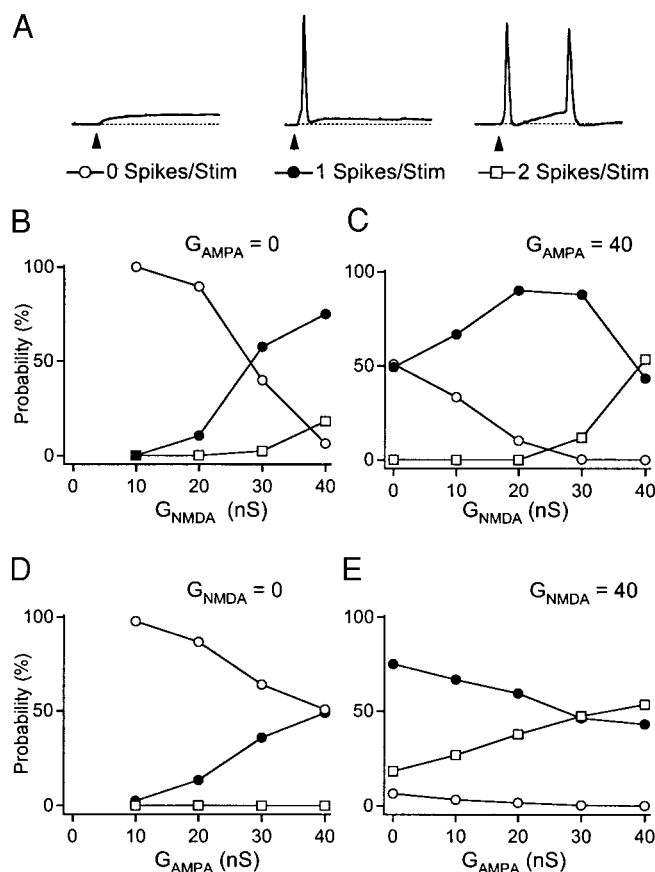 A
0 Spikes/Stim 1 Spikes/Stim 2 Spikes/Stim
B
G_AMPA = 0
Probability (%)
100
50
0
0 10 20 30 40
G_NMDA (nS)
C
G_AMPA = 40
100
50
0
0 10 20 30 40
G_NMDA (nS)
D
G_NMDA = 0
Probability (%)
100
50
0
0 10 20 30 40
G_AMPA (nS)
E
G_NMDA = 40
100
50
0
0 10 20 30 40
G_AMPA (nS)